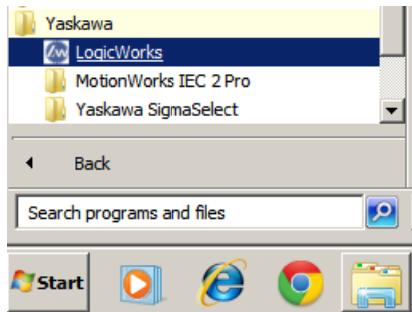 Yaskawa
LogicWorks
MotionWorks IEC 2 Pro
Yaskawa SigmaSelect
Back
Search programs and files
Start